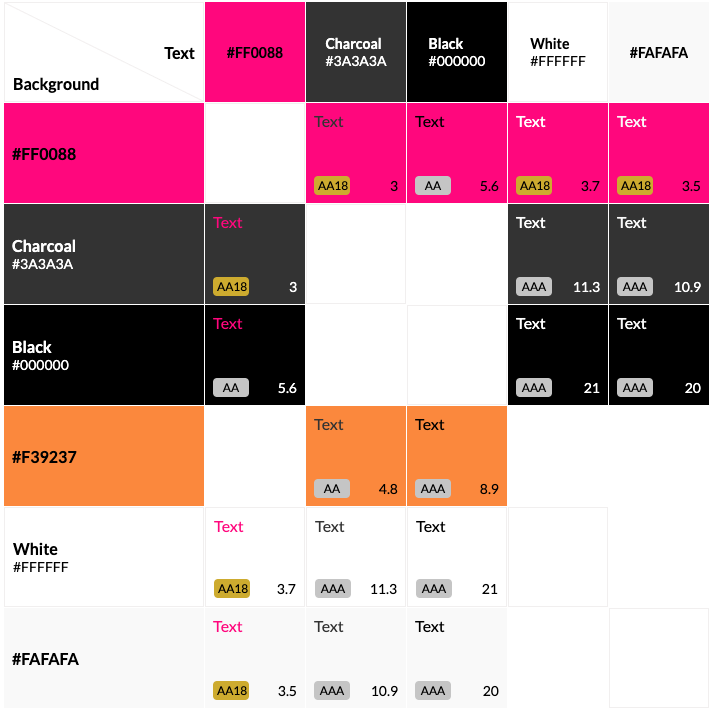 Text
Background
#FF0088
Charcoal
#3A3A3A
Black
#000000
White
#FFFFFF
#FAFAFA
#FF0088
Text
AA18 3
Text
AA 5.6
Text
AA18 3.7
Text
AA18 3.5
Charcoal
#3A3A3A
Text
AA18 3
Text
AAA 11.3
Text
AAA 10.9
Black
#000000
Text
AA 5.6
Text
AAA 21
Text
AAA 20
#F39237
Text
AA 4.8
Text
AAA 8.9
White
#FFFFFF
Text
AA18 3.7
Text
AAA 11.3
Text
AAA 21
#FAFAFA
Text
AA18 3.5
Text
AAA 10.9
Text
AAA 20